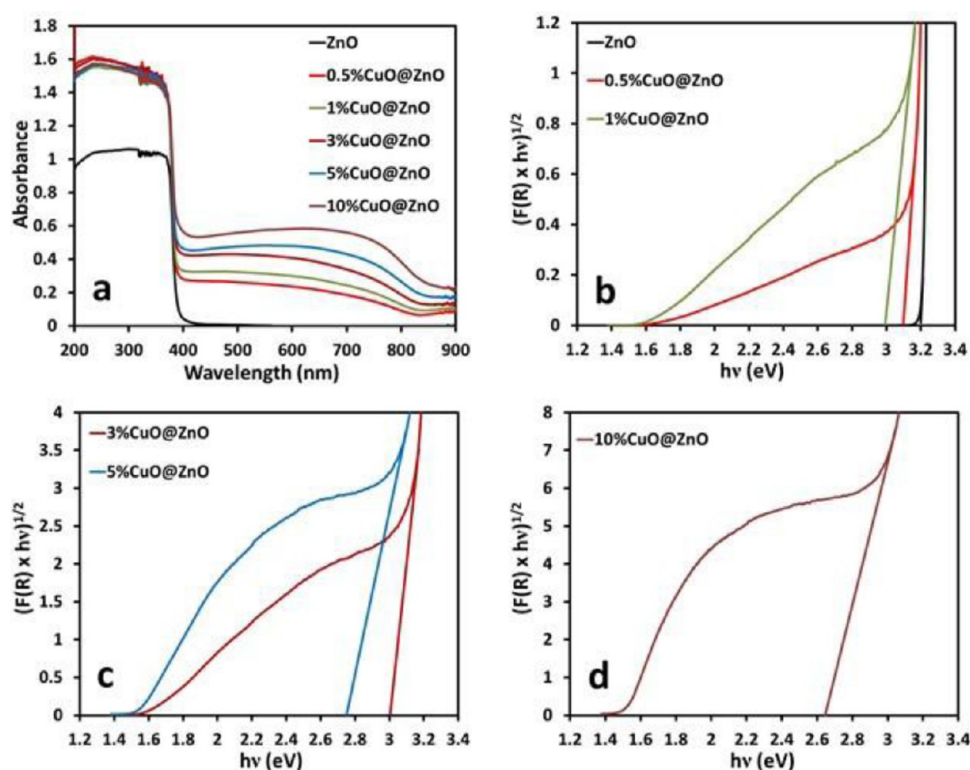 1.8
1.6
1.4
1.2
1
0.8
0.6
0.4
0.2
0
Absorbance
ZnO
0.5%CuO@ZnO
1%CuO@ZnO
3%CuO@ZnO
5%CuO@ZnO
10%CuO@ZnO
a
200 300 400 500 600 700 800 900
Wavelength (nm)
1.2
1
0.8
0.6
0.4
0.2
0
(F(R) x hν)1/2
ZnO
0.5%CuO@ZnO
1%CuO@ZnO
b
1.2 1.4 1.6 1.8 2 2.2 2.4 2.6 2.8 3 3.2 3.4
hν (eV)
4
3.5
3
2.5
2
1.5
1
0.5
0
(F(R) x hν)1/2
3%CuO@ZnO
5%CuO@ZnO
c
1.2 1.4 1.6 1.8 2 2.2 2.4 2.6 2.8 3 3.2 3.4
hν (eV)
8
7
6
5
4
3
2
1
0
(F(R) x hν)1/2
10%CuO@ZnO
d
1.2 1.4 1.6 1.8 2 2.2 2.4 2.6 2.8 3 3.2 3.4
hν (eV)